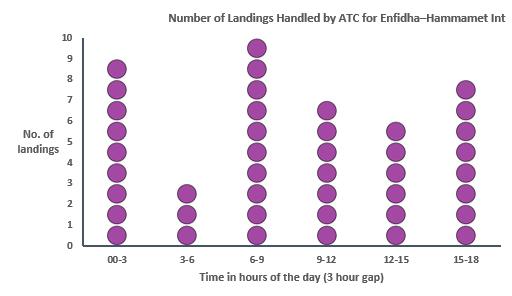 Number of Landings Handled by ATC for Enfidha–Hammamet Int
10
9
8
7
6
5
4
3
2
1
0
No. of
landings
00-3 3-6 6-9 9-12 12-15 15-18
Time in hours of the day (3 hour gap)